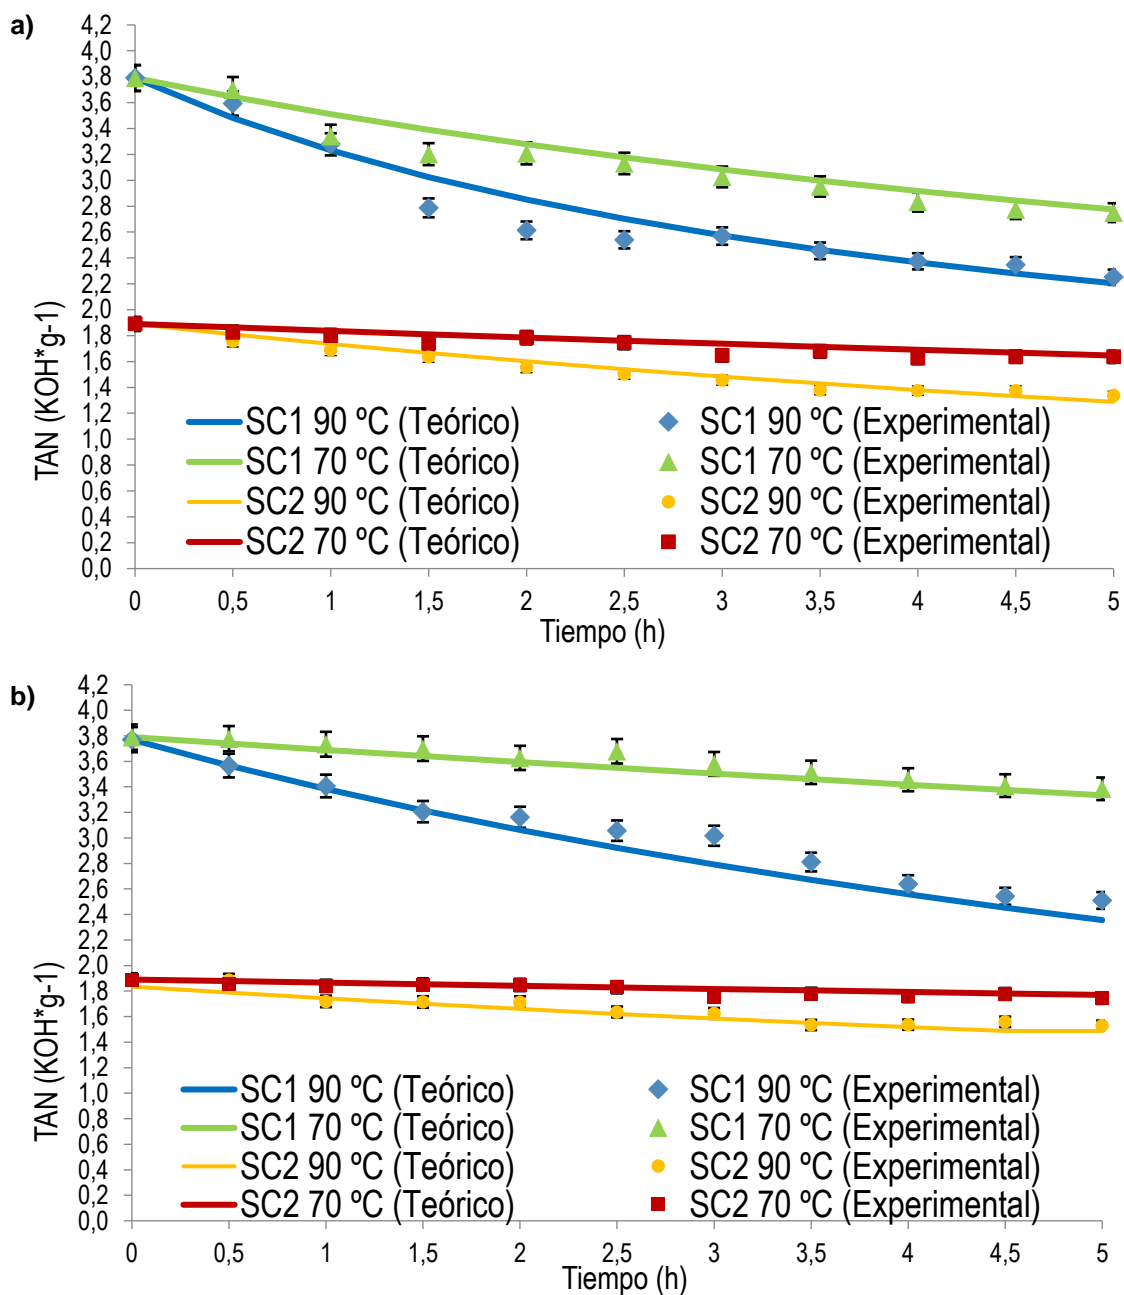 a)
4,2
4,0
3,8
3,6
3,4
3,2
3,0
2,8
2,6
2,4
2,2
2,0
1,8
1,6
1,4
1,2
1,0
0,8
0,6
0,4
0,2
0,0
TAN (KOH*g-1)
SC1 90 ºC (Teórico) SC1 90 ºC (Experimental)
SC1 70 ºC (Teórico) SC1 70 ºC (Experimental)
SC2 90 ºC (Teórico) SC2 90 ºC (Experimental)
SC2 70 ºC (Teórico) SC2 70 ºC (Experimental)
0 0,5 1 1,5 2 2,5 3 3,5 4 4,5 5
Tiempo (h)
b)
4,2
4,0
3,8
3,6
3,4
3,2
3,0
2,8
2,6
2,4
2,2
2,0
1,8
1,6
1,4
1,2
1,0
0,8
0,6
0,4
0,2
0,0
TAN (KOH*g-1)
SC1 90 ºC (Teórico) SC1 90 ºC (Experimental)
SC1 70 ºC (Teórico) SC1 70 ºC (Experimental)
SC2 90 ºC (Teórico) SC2 90 ºC (Experimental)
SC2 70 ºC (Teórico) SC2 70 ºC (Experimental)
0 0,5 1 1,5 2 2,5 3 3,5 4 4,5 5
Tiempo (h)